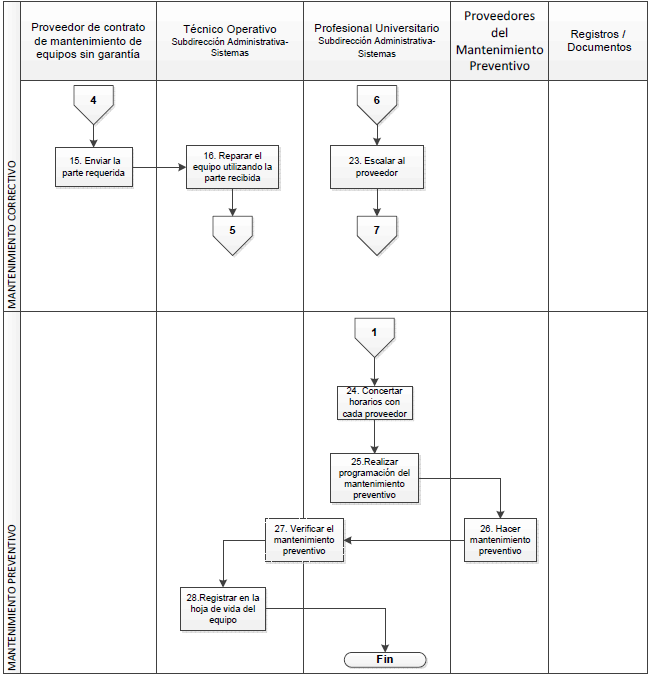 Proveedor de contrato
de mantenimiento de
equipos sin garantía
Técnico Operativo
Subdirección Administrativa-
Sistemas
Profesional Universitario
Subdirección Administrativa-
Sistemas
Proveedores
del
Mantenimiento
Preventivo
Registros /
Documentos
MANTENIMIENTO CORRECTIVO
4
6
15. Enviar la
parte requerida
16. Reparar el
equipo utilizando la
parte recibida
23. Escalar al
proveedor
5
7
MANTENIMIENTO PREVENTIVO
1
24. Concertar
horarios con
cada proveedor
25.Realizar
programación del
mantenimiento
preventivo
27. Verificar el
mantenimiento
preventivo
26. Hacer
mantenimiento
preventivo
28.Registrar en la
hoja de vida del
equipo
Fin